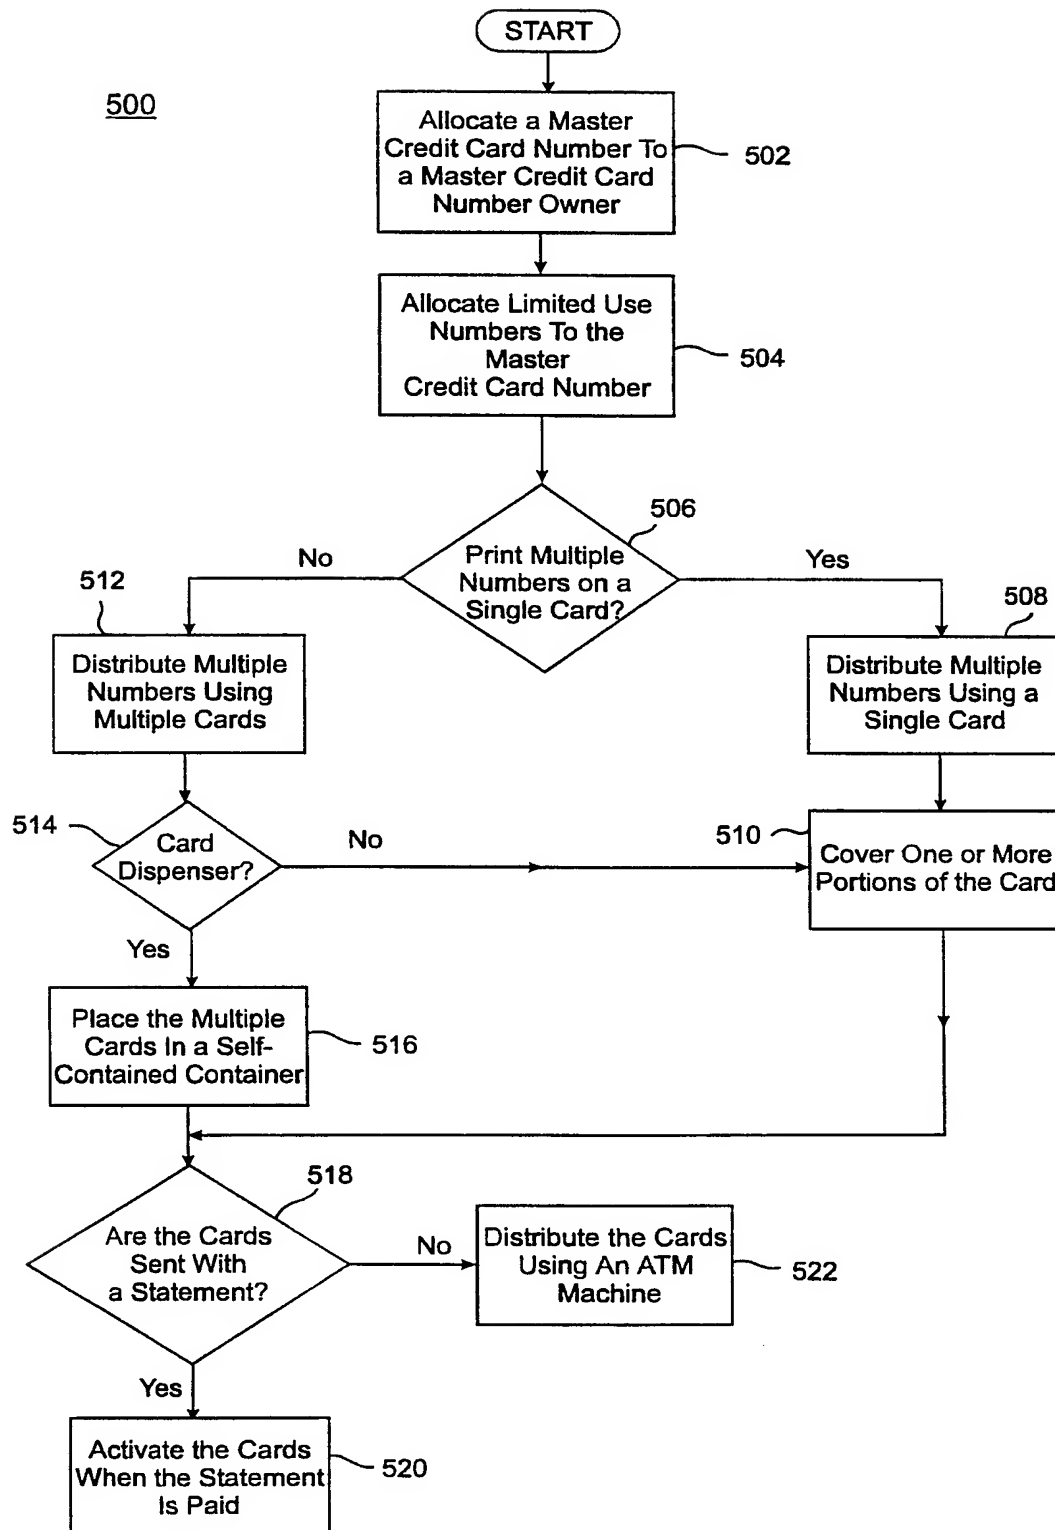 START
500
Allocate a Master
Credit Card Number To
a Master Credit Card
Number Owner
502
Allocate Limited Use
Numbers To the
Master
Credit Card Number
504
506
Print Multiple
Numbers on a
Single Card?
No
Yes
512
508
Distribute Multiple
Numbers Using
Multiple Cards
Distribute Multiple
Numbers Using a
Single Card
514
Card
Dispenser?
No
510
Cover One or More
Portions of the Card
Yes
Place the Multiple
Cards In a Self-
Contained Container
516
518
Are the Cards
Sent With
a Statement?
No
Distribute the Cards
Using An ATM
Machine
522
Yes
Activate the Cards
When the Statement
Is Paid
520